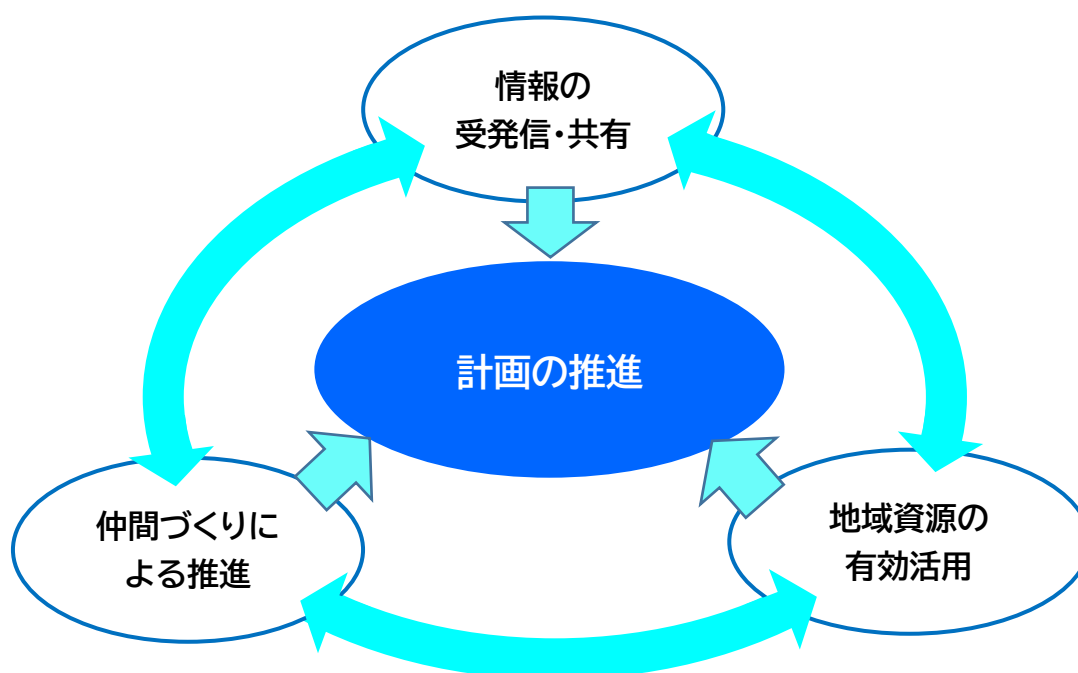 情報の
受発信・共有
計画の推進
仲間づくりに
よる推進
地域資源の
有効活用